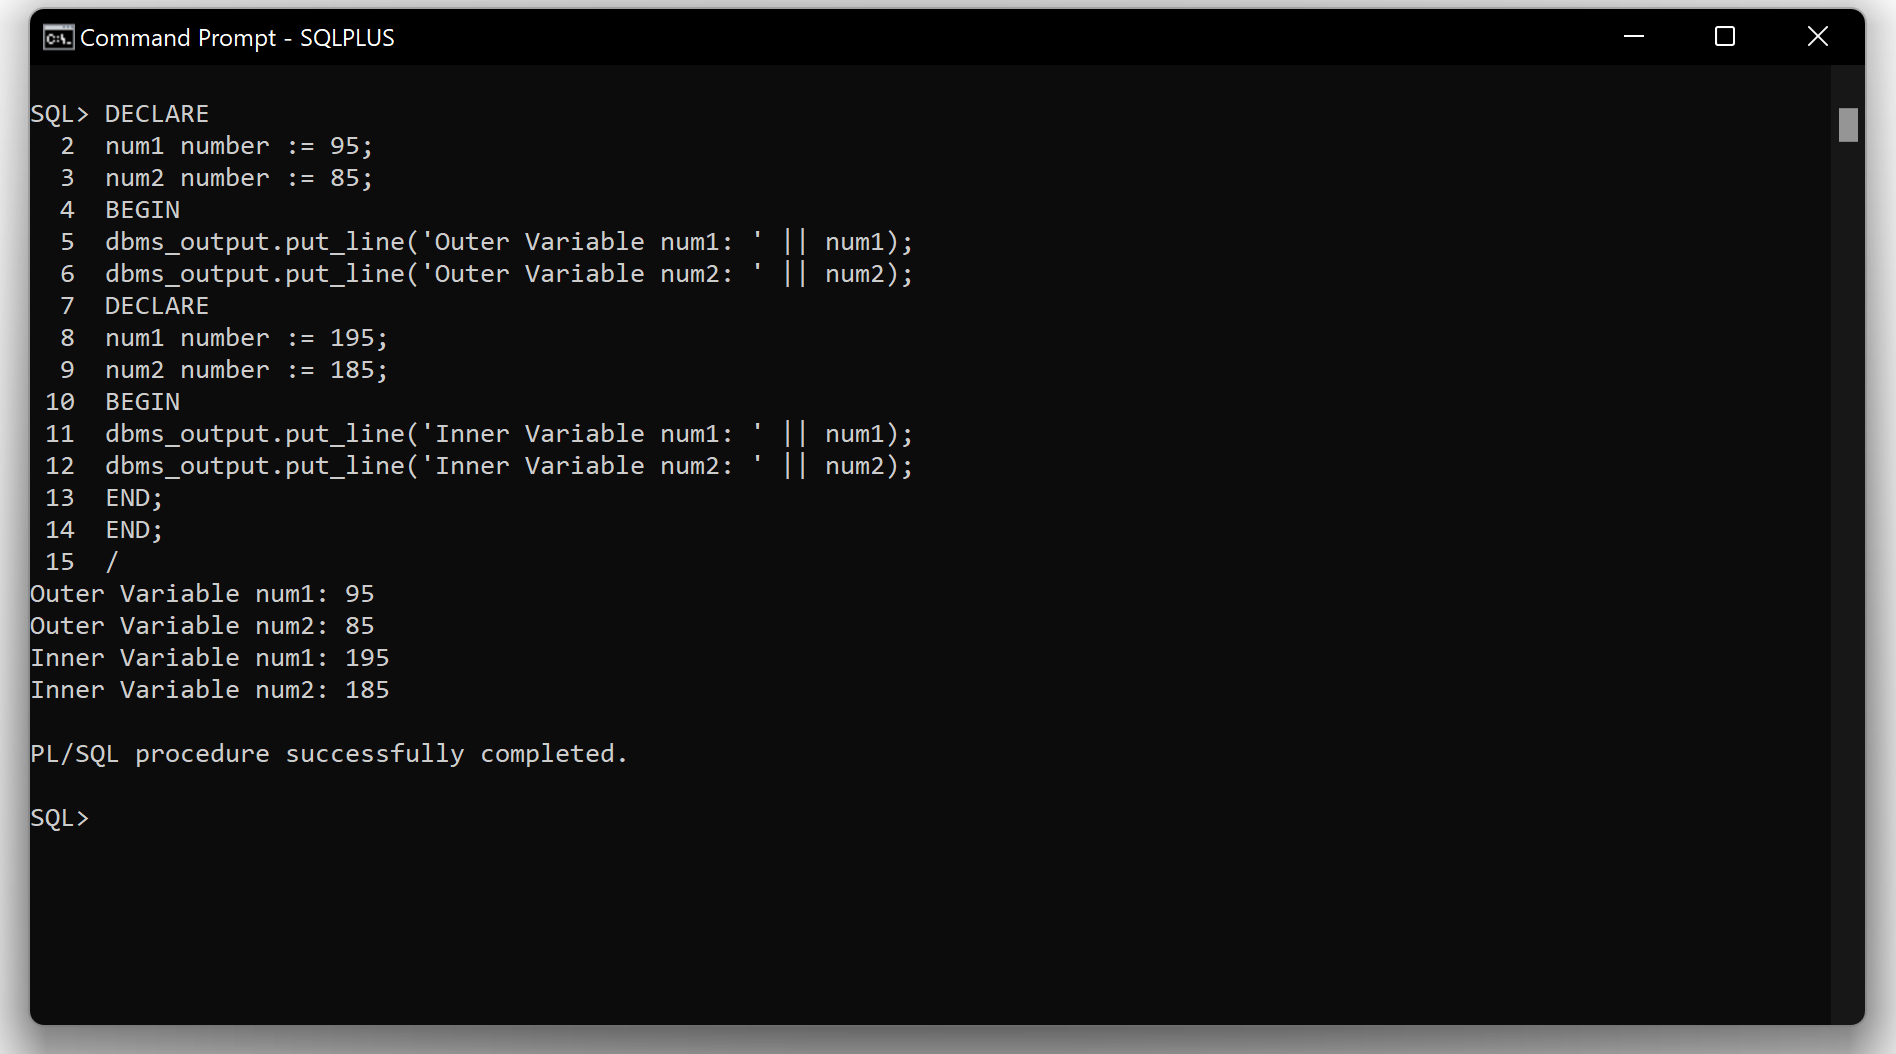 Command Prompt - SQLPLUS
SQL> DECLARE
  2  num1 number := 95;
  3  num2 number := 85;
  4  BEGIN
  5  dbms_output.put_line('Outer Variable num1: ' || num1);
  6  dbms_output.put_line('Outer Variable num2: ' || num2);
  7  DECLARE
  8  num1 number := 195;
  9  num2 number := 185;
 10  BEGIN
 11  dbms_output.put_line('Inner Variable num1: ' || num1);
 12  dbms_output.put_line('Inner Variable num2: ' || num2);
 13  END;
 14  END;
 15  /
Outer Variable num1: 95
Outer Variable num2: 85
Inner Variable num1: 195
Inner Variable num2: 185
PL/SQL procedure successfully completed.
SQL>